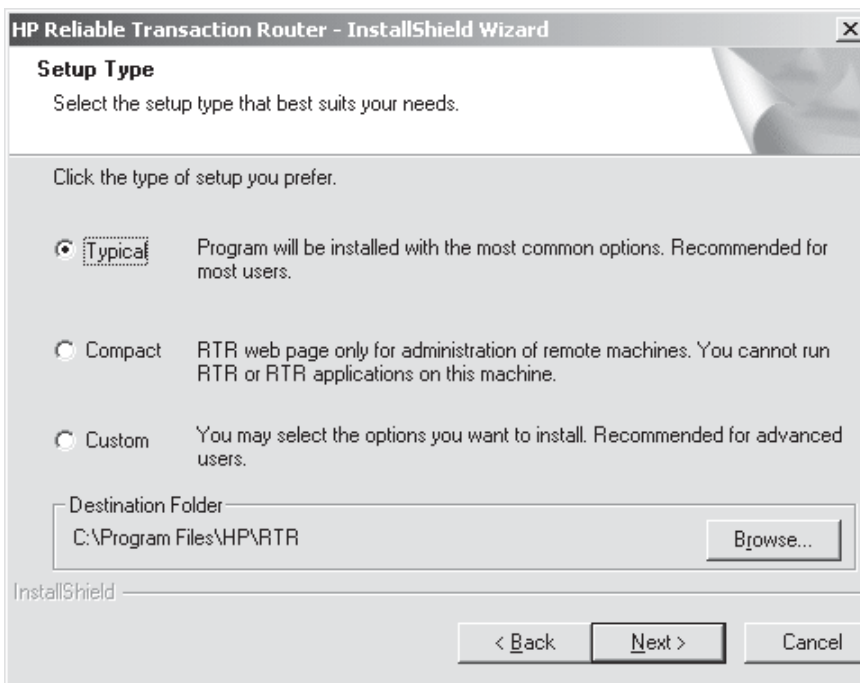 HP Reliable Transaction Router - InstallShield Wizard
Setup Type
Select the setup type that best suits your needs.
Click the type of setup you prefer.
Typical
Program will be installed with the most common options. Recommended for
most users.
Compact
RTR web page only for administration of remote machines. You cannot run
RTR or RTR applications on this machine.
Custom
You may select the options you want to install. Recommended for advanced
users.
Destination Folder
C:\Program Files\HP\RTR
Browse...
InstallShield
< Back
Next >
Cancel